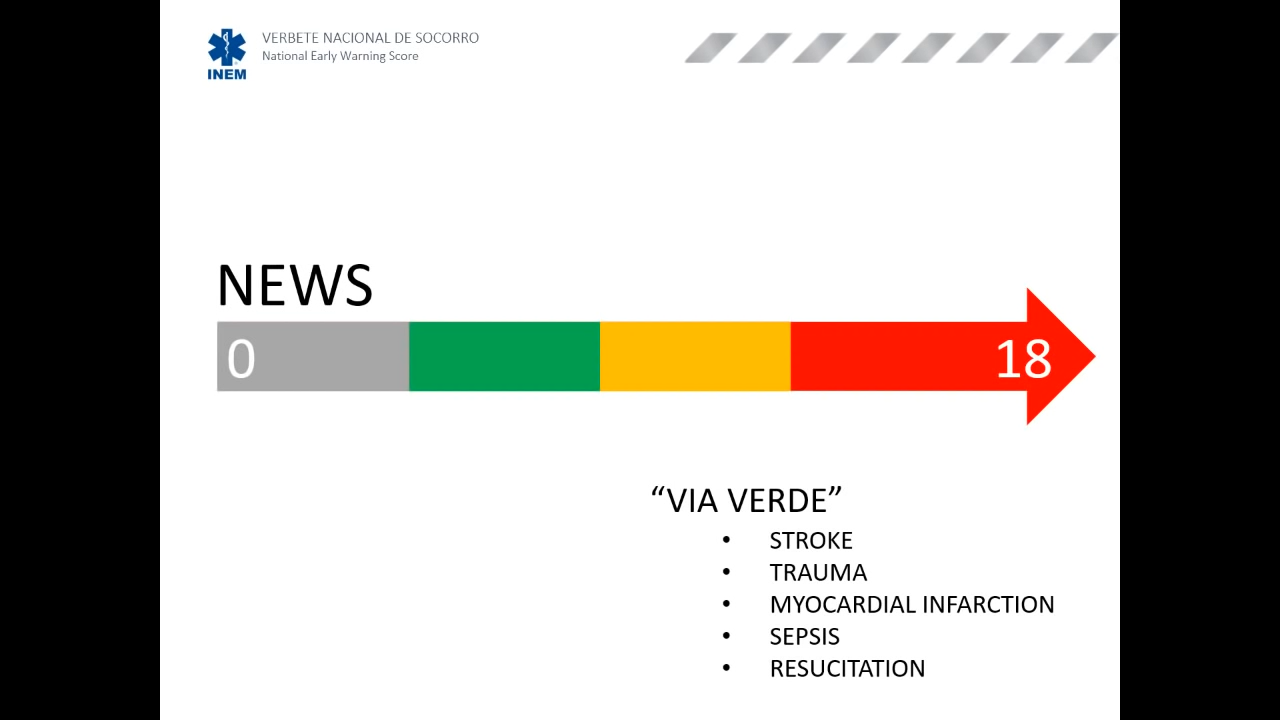 INEM
VERBETE NACIONAL DE SOCORRO
National Early Warning Score
NEWS
0
18
“VIA VERDE”
• STROKE
• TRAUMA
• MYOCARDIAL INFARCTION
• SEPSIS
• RESUCITATION